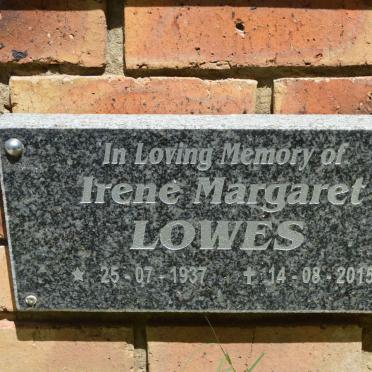 In Loving Memory of
Irene Margaret
LOWES
25 - 07 - 1937 14 - 08 - 2015